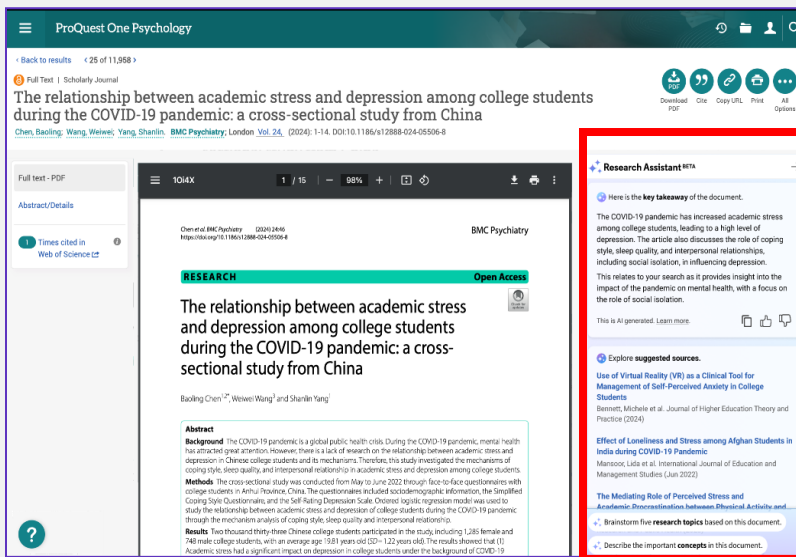 ProQuest One Psychology
‹ Back to results ‹ 25 of 11,958 ›
Full Text | Scholarly Journal
The relationship between academic stress and depression among college students
during the COVID-19 pandemic: a cross-sectional study from China
Chen, Baoling; Wang, Weiwei; Yang, Shanlin. BMC Psychiatry; London Vol. 24, (2024): 1-14. DOI:10.1186/s12888-024-05506-8
PDF
Download PDF
Cite
Copy URL
Print
All Options
Full text - PDF
Abstract/Details
1 Times cited in
Web of Science
10i4X 1 / 15 | − 98% +
Chen et al. BMC Psychiatry (2024) 24:46
https://doi.org/10.1186/s12888-024-05506-8
BMC Psychiatry
RESEARCH Open Access
The relationship between academic stress
and depression among college students
during the COVID-19 pandemic: a cross-
sectional study from China
Baoling Chen1,2*, Weiwei Wang3 and Shanlin Yang1
Abstract
Background The COVID-19 pandemic is a global public health crisis. During the COVID-19 pandemic, mental health
has attracted great attention. However, there is a lack of research on the relationship between academic stress and
depression in Chinese college students and its mechanisms. Therefore, this study investigated the mechanisms of
coping style, sleep quality, and interpersonal relationship in academic stress and depression among college students.
Methods The cross-sectional study was conducted from May to June 2022 through face-to-face questionnaires with
college students in Anhui Province, China. The questionnaires included sociodemographic information, the Simplified
Coping Style Questionnaire, and the Self-Rating Depression Scale. Ordered logistic regression model was used to
study the relationship between academic stress and depression of college students during the COVID-19 pandemic
through the mechanism analysis of coping style, sleep quality and interpersonal relationship.
Results Two thousand thirty-three Chinese college students participated in the study, including 1,285 female and
748 male college students, with an average age 19.81 years old (SD = 1.22 years old). The results showed that (1)
Academic stress had a significant impact on depression in college students under the background of COVID-19
Research Assistant BETA
Here is the key takeaway of the document.
The COVID-19 pandemic has increased academic stress
among college students, leading to a high level of
depression. The article also discusses the role of coping
style, sleep quality, and interpersonal relationships,
including social isolation, in influencing depression.
This relates to your search as it provides insight into the
impact of the pandemic on mental health, with a focus on
the role of social isolation.
This is AI generated. Learn more.
Explore suggested sources.
Use of Virtual Reality (VR) as a Clinical Tool for
Management of Self-Perceived Anxiety in College
Students
Bennett, Michele et al. Journal of Higher Education Theory and
Practice (2024)
Effect of Loneliness and Stress among Afghan Students in
India during COVID-19 Pandemic
Mansoor, Lida et al. International Journal of Education and
Management Studies (Jun 2022)
The Mediating Role of Perceived Stress and
Academic Procrastination between Physical Activity and
Brainstorm five research topics based on this document.
Describe the important concepts in this document.
?